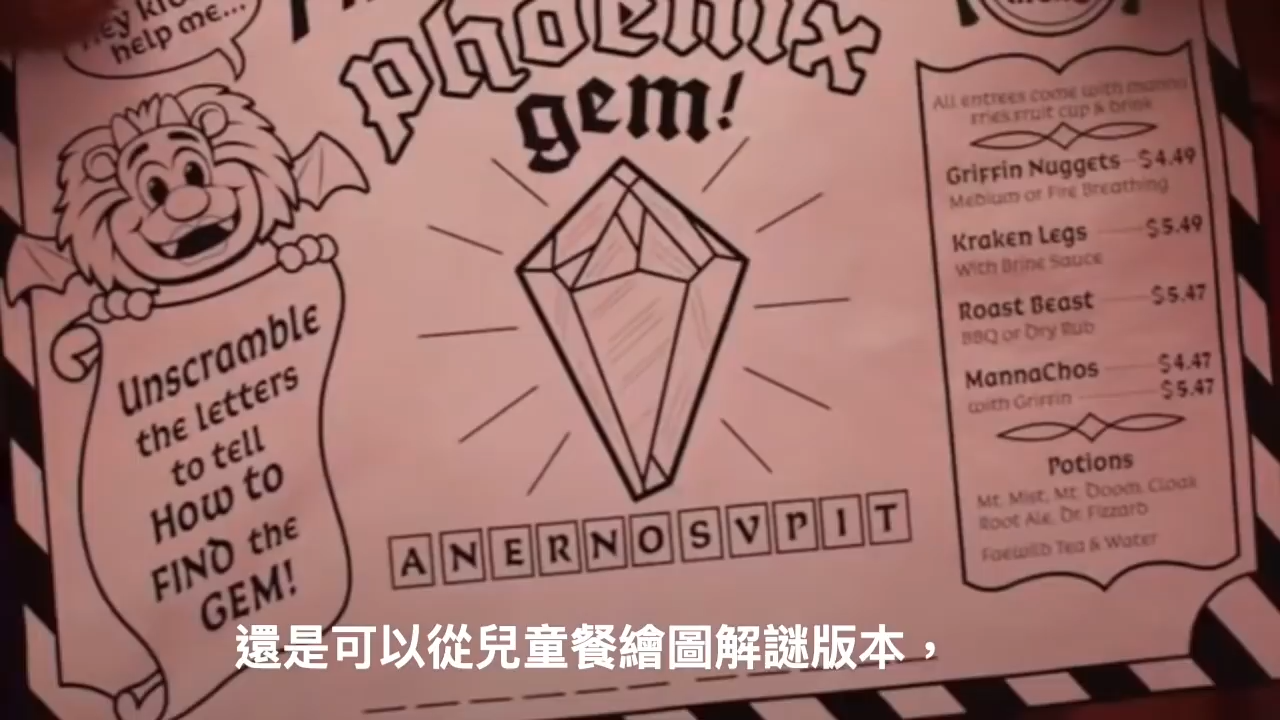 Hey kids
help me...
phoenix
gem!
All entrees come with manna
fries, fruit cup & drink
Griffin Nuggets $4.49
Medium or Fire Breathing
Kraken Legs $5.49
With Brine Sauce
Roast Beast $5.47
BBQ or Dry Rub
MannaChos $4.47
with Griffin $5.47
Potions
Mt. Mist, Mt. Doom, Cloak
Root Ale, Dr. Fizzard
Faewild Tea & Water
Unscramble
the letters
to tell
How to
FIND the
GEM!
A N E R N O S V P I T
還是可以從兒童餐繪圖解謎版本，